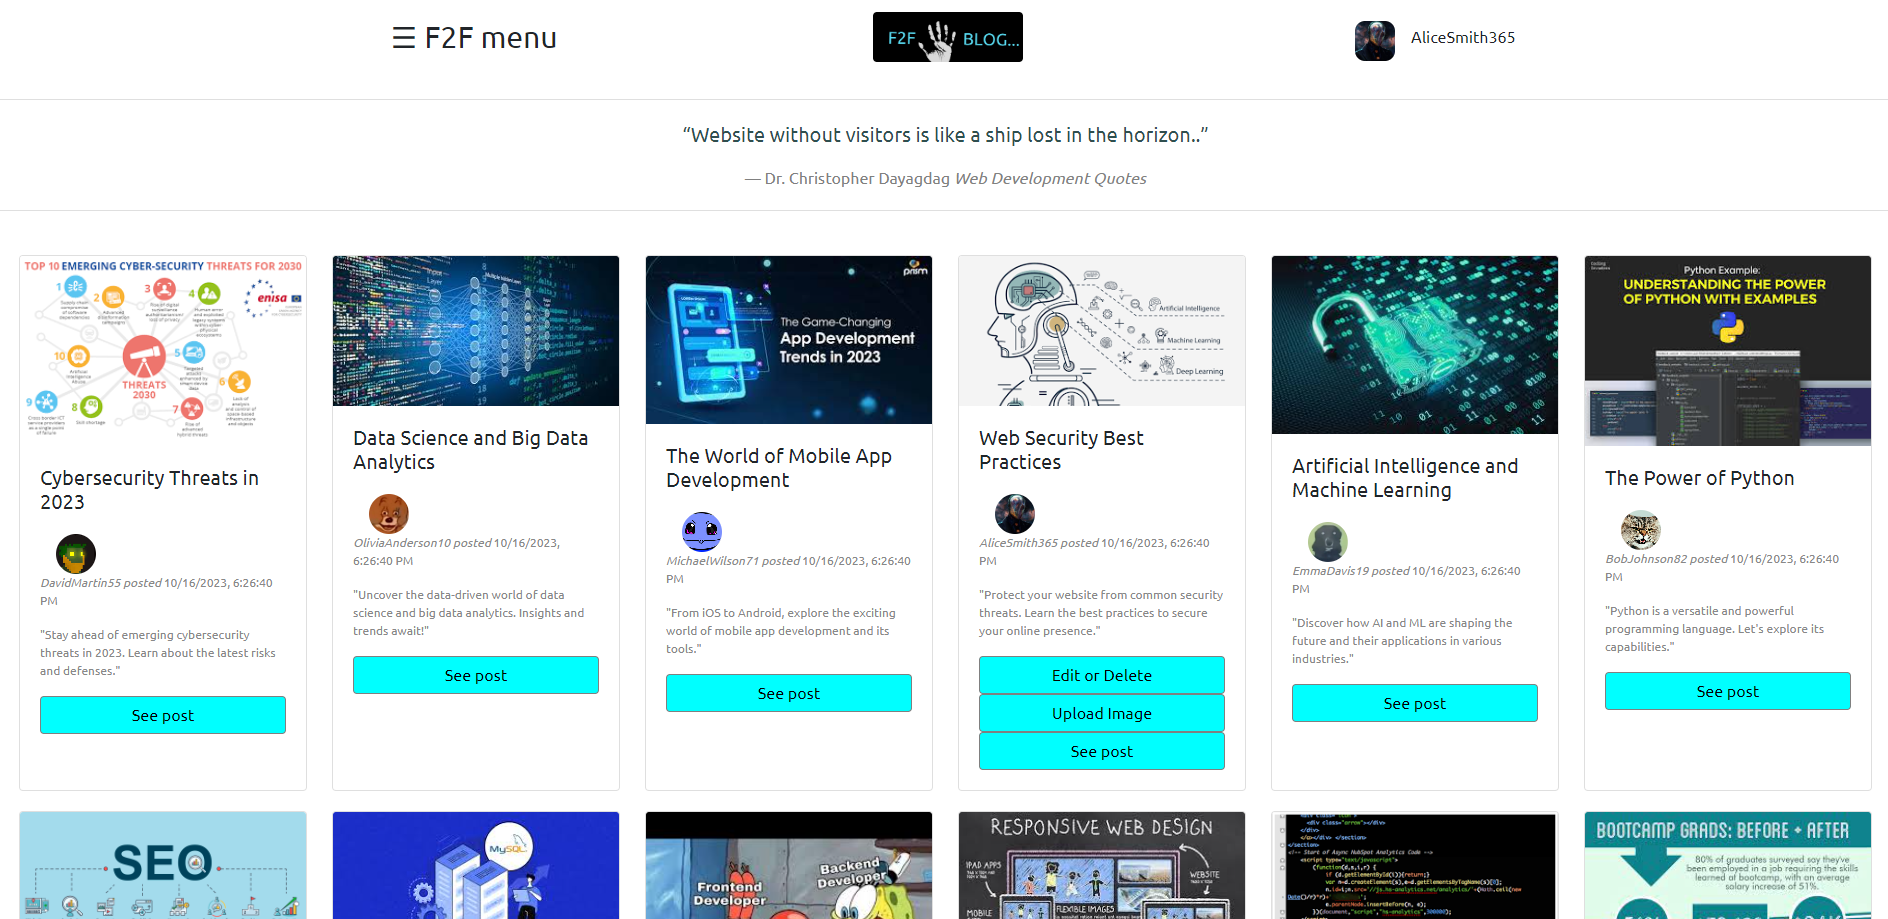 ☰ F2F menu
F2F BLOG...
AliceSmith365
“Website without visitors is like a ship lost in the horizon..”
— Dr. Christopher Dayagdag Web Development Quotes
TOP 10 EMERGING CYBER-SECURITY THREATS FOR 2030
enisa
THREATS
2030
Cybersecurity Threats in
2023
DavidMartin55 posted 10/16/2023, 6:26:40
PM
"Stay ahead of emerging cybersecurity
threats in 2023. Learn about the latest risks
and defenses."
See post
Data Science and Big Data
Analytics
OliviaAnderson10 posted 10/16/2023,
6:26:40 PM
"Uncover the data-driven world of data
science and big data analytics. Insights and
trends await!"
See post
prism
The Game-Changing
App Development
Trends in 2023
The World of Mobile App
Development
MichaelWilson71 posted 10/16/2023, 6:26:40
PM
"From iOS to Android, explore the exciting
world of mobile app development and its
tools."
See post
Artificial Intelligence
Machine Learning
Deep Learning
Web Security Best
Practices
AliceSmith365 posted 10/16/2023, 6:26:40
PM
"Protect your website from common security
threats. Learn the best practices to secure
your online presence."
Edit or Delete
Upload Image
See post
Artificial Intelligence and
Machine Learning
EmmaDavis19 posted 10/16/2023, 6:26:40
PM
"Discover how AI and ML are shaping the
future and their applications in various
industries."
See post
Python Example:
UNDERSTANDING THE POWER
OF PYTHON WITH EXAMPLES
The Power of Python
BobJohnson82 posted 10/16/2023, 6:26:40
PM
"Python is a versatile and powerful
programming language. Let's explore its
capabilities."
See post
SEO
MySQL
Frontend
Developer
Backend
Developer
RESPONSIVE WEB DESIGN
IPAD APPS
WEBSITE
MOBILE
FLEXIBLE IMAGES
BOOTCAMP GRADS: BEFORE + AFTER
80% of graduates surveyed say they've
been employed in a job requiring the skills
learned at bootcamp, with an average
salary increase of 51%.